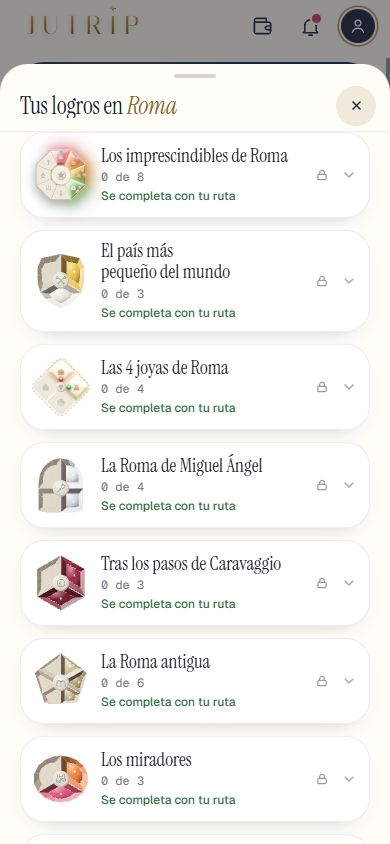 JUTRIP
Tus logros en Roma
Los imprescindibles de Roma
0 de 8
Se completa con tu ruta
El país más
pequeño del mundo
0 de 3
Se completa con tu ruta
Las 4 joyas de Roma
0 de 4
Se completa con tu ruta
La Roma de Miguel Ángel
0 de 4
Se completa con tu ruta
Tras los pasos de Caravaggio
0 de 3
Se completa con tu ruta
La Roma antigua
0 de 6
Se completa con tu ruta
Los miradores
0 de 3
Se completa con tu ruta